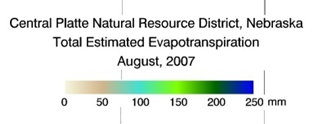 Central Platte Natural Resource District, Nebraska
Total Estimated Evapotranspiration
August, 2007
0 50 100 150 200 250 mm